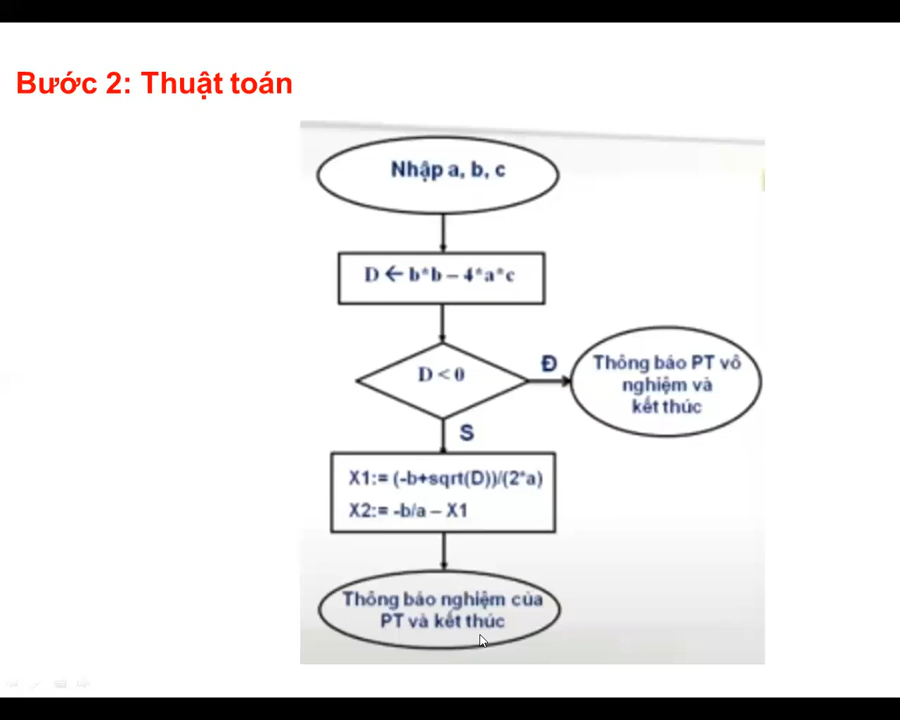 Bước 2: Thuật toán
Nhập a, b, c
D ← b*b – 4*a*c
D < 0
Đ
Thông báo PT vô
nghiệm và
kết thúc
S
X1:= (-b+sqrt(D))/(2*a)
X2:= -b/a – X1
Thông báo nghiệm của
PT và kết thúc